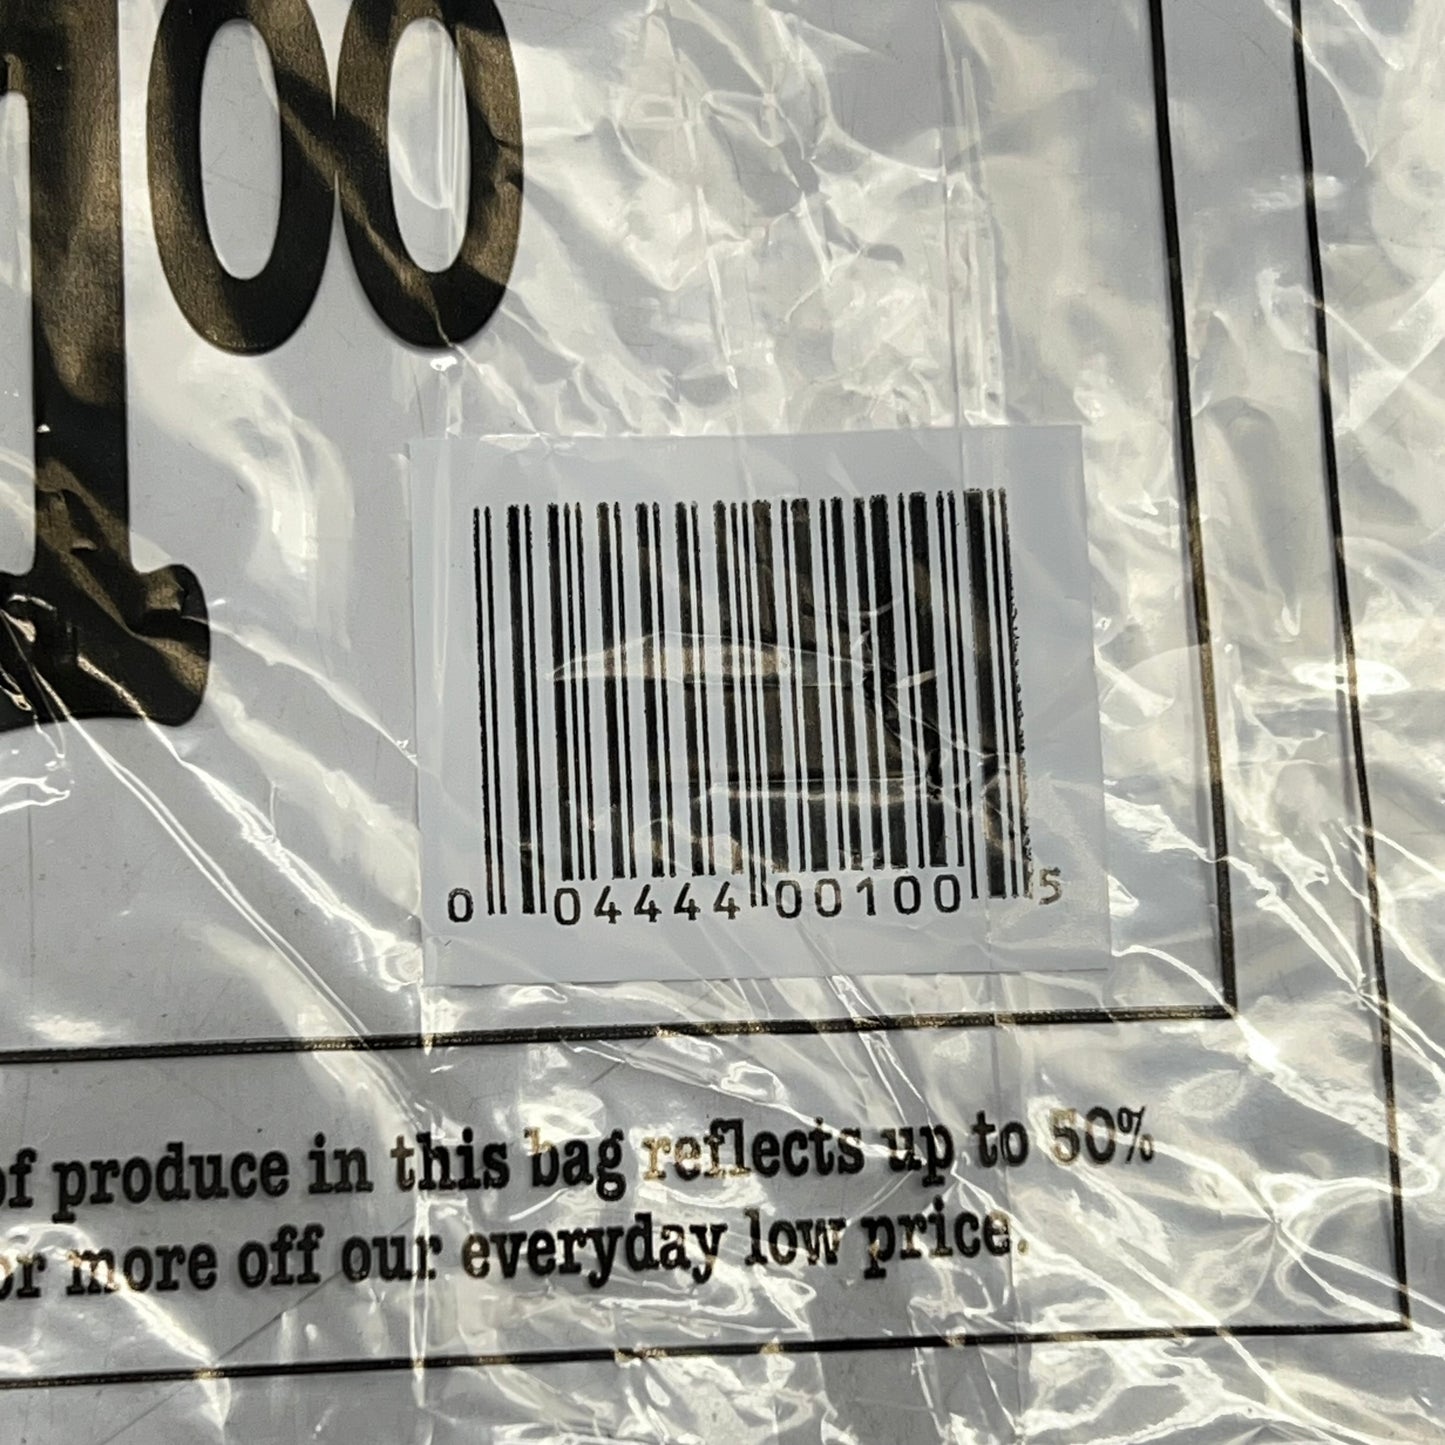 100
0 04444 00100 5
of produce in this bag reflects up to 50%
or more off our everyday low price.